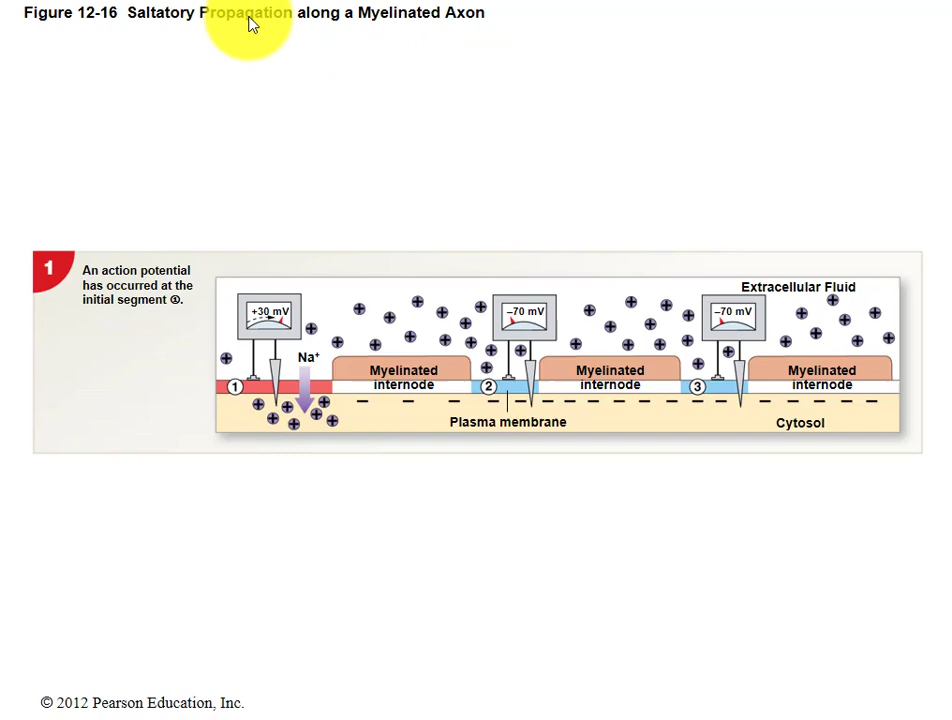 Figure 12-16 Saltatory Propagation along a Myelinated Axon
1
An action potential
has occurred at the
initial segment ①.
Extracellular Fluid
+30 mV
–70 mV
–70 mV
Na⁺
Myelinated
internode
Myelinated
internode
Myelinated
internode
1
2
3
Plasma membrane
Cytosol
© 2012 Pearson Education, Inc.